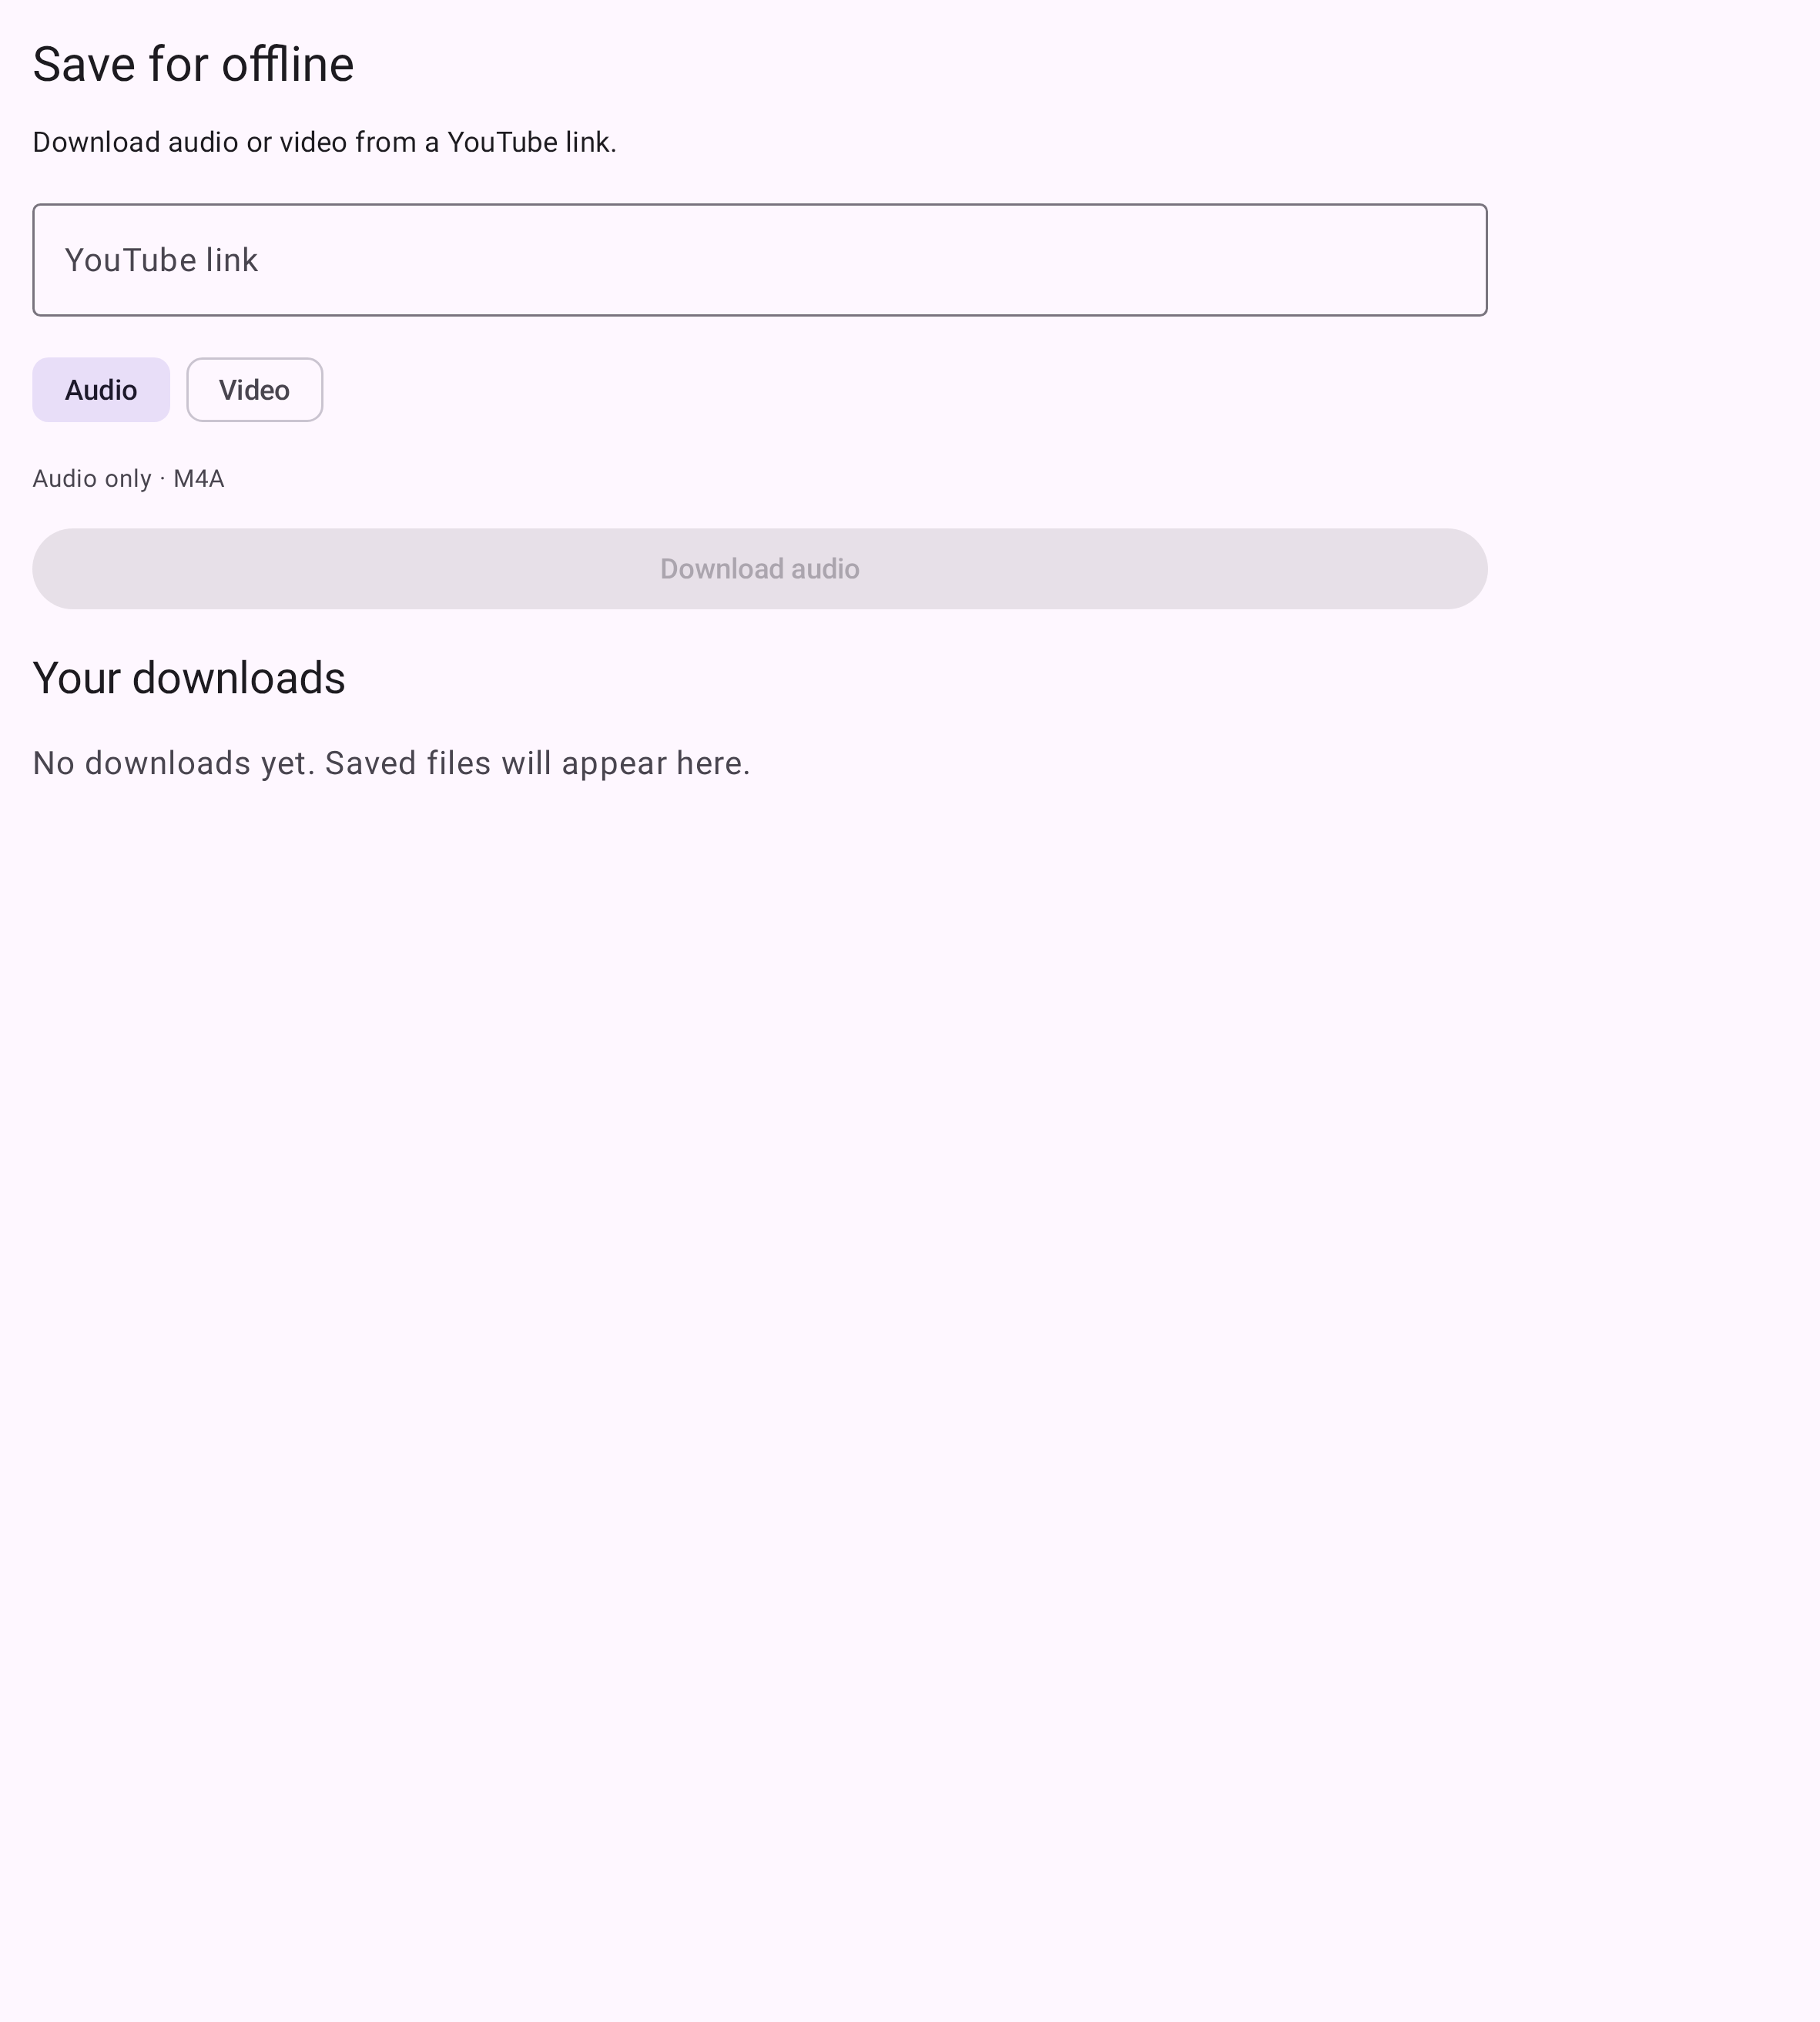 Save for offline
Download audio or video from a YouTube link.
YouTube link
Audio
Video
Audio only · M4A
Download audio
Your downloads
No downloads yet. Saved files will appear here.